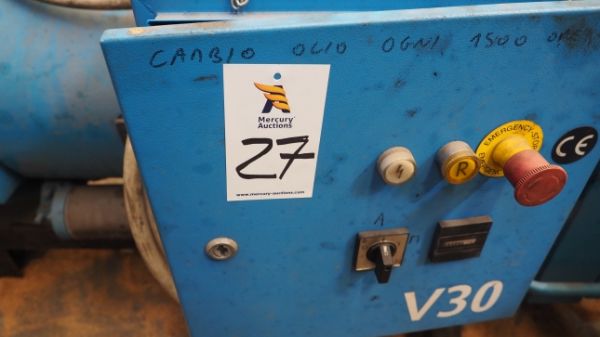 CAMBIO OLIO OGNI 1500 ORE
Mercury
Auctions
27
www.mercury-auctions.com
R
EMERGENCY STOP
CE
A
V30